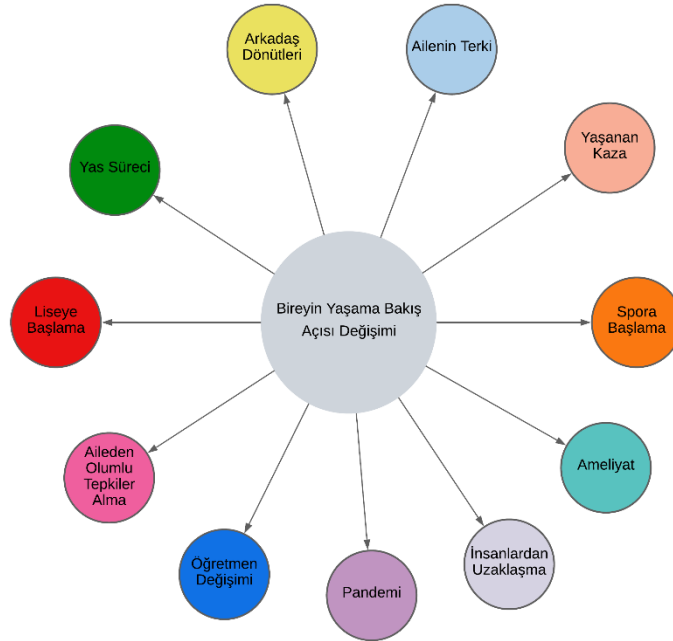 Arkadaş
Dönütleri
Ailenin Terki
Yaşanan
Kaza
Yas Süreci
Bireyin Yaşama Bakış
Açısı Değişimi
Liseye
Başlama
Spora
Başlama
Aileden
Olumlu
Tepkiler
Alma
Ameliyat
Öğretmen
Değişimi
Pandemi
İnsanlardan
Uzaklaşma